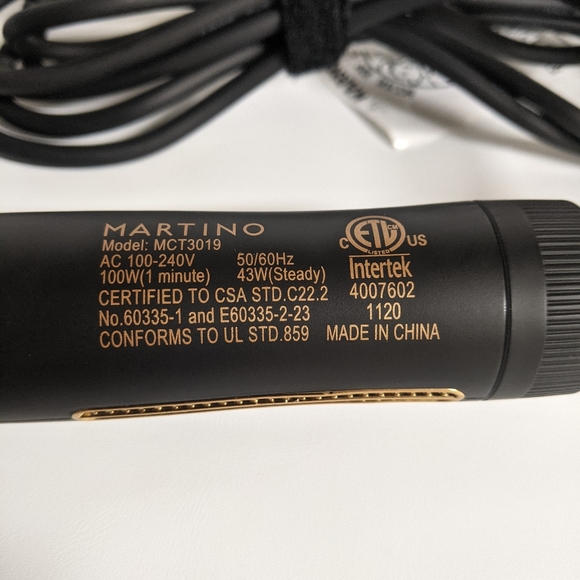 MARTINO
Model: MCT3019
AC 100-240V 50/60Hz
100W(1 minute) 43W(Steady)
CERTIFIED TO CSA STD.C22.2
No.60335-1 and E60335-2-23
CONFORMS TO UL STD.859
C ETL CM US
LISTED
Intertek
4007602
1120
MADE IN CHINA